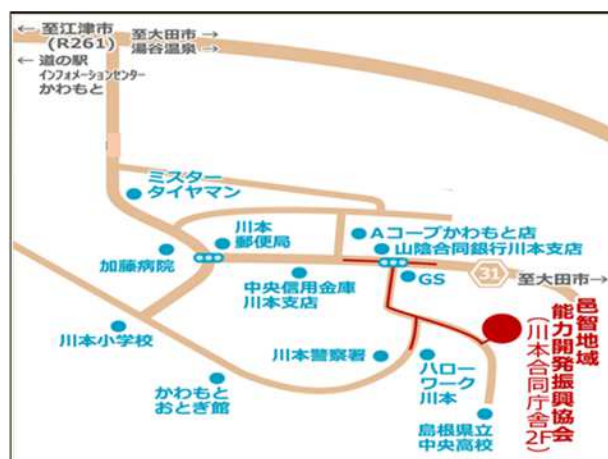 ← 至江津市
(R261)
至大田市 →
湯谷温泉
← 道の駅
インフォメーションセンター
かわもと
ミスター
タイヤマン
川本
郵便局
Aコープかわもと店
山陰合同銀行川本支店
加藤病院
GS
31
至大田市→
中央信用金庫
川本支店
川本小学校
川本警察署
ハロー
ワーク
川本
かわもと
おとぎ館
島根県立
中央高校
邑智地域
能力開発振興協会
(川本合同庁舎2F)